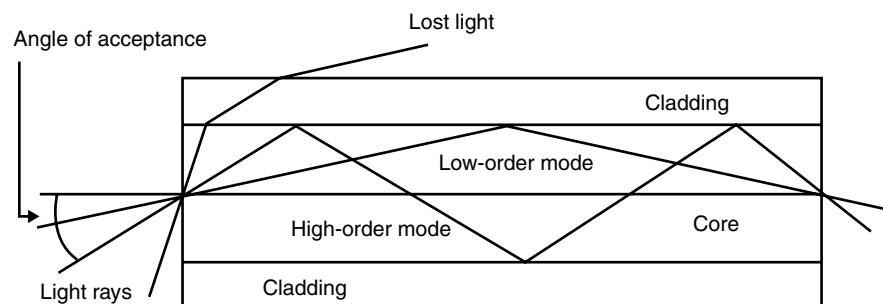 Lost light
Angle of acceptance
Cladding
Low-order mode
High-order mode
Core
Light rays
Cladding